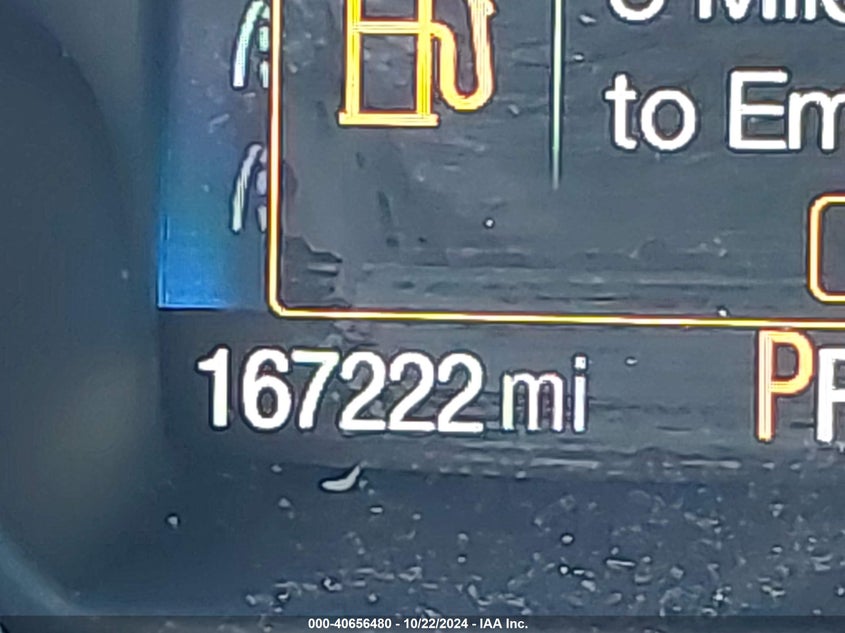 to Em
167222 mi
P
000-40656480 - 10/22/2024 - IAA Inc.